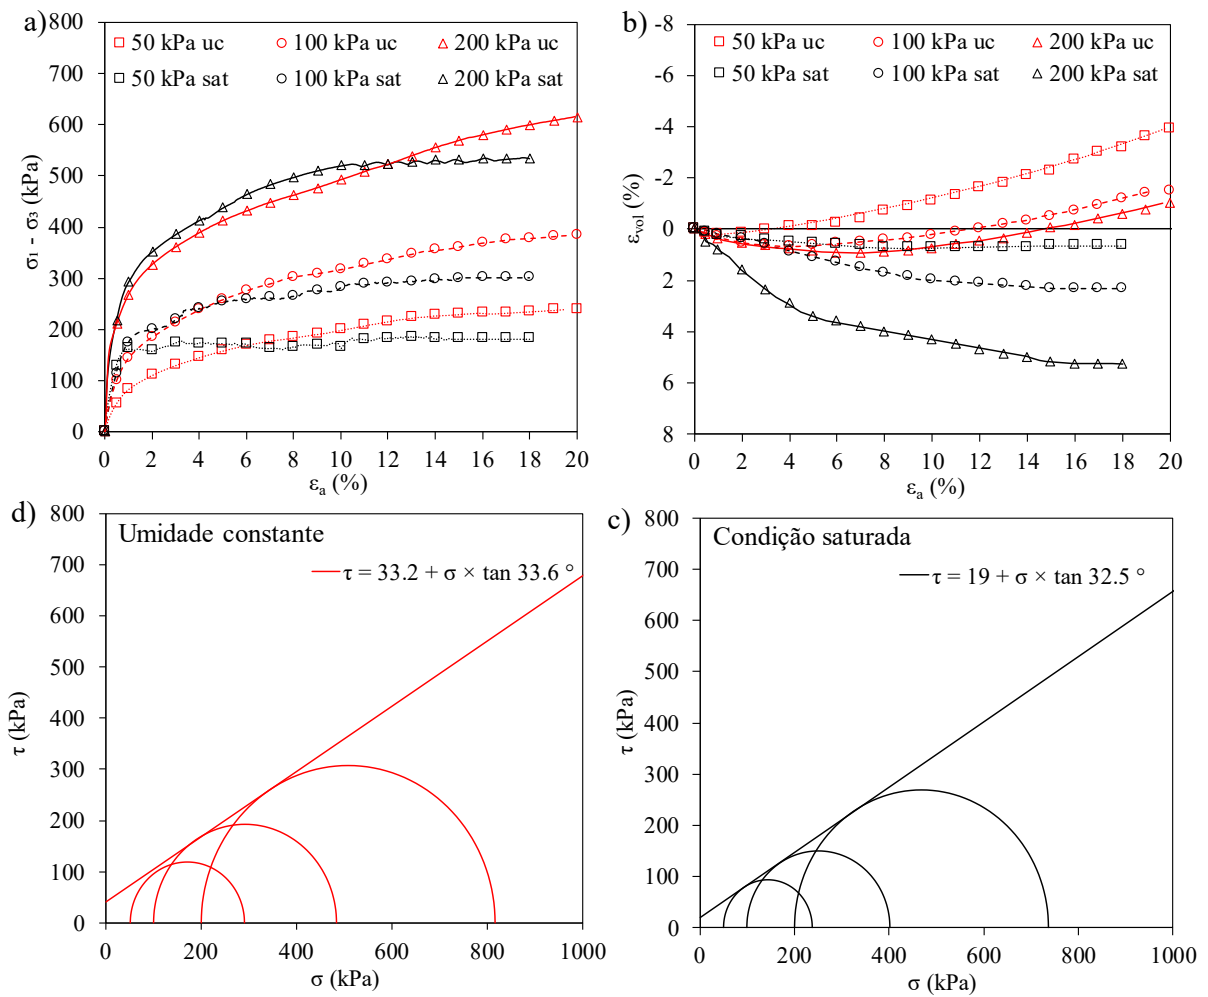 a)
800
700
600
500
400
300
200
100
0
σ1 - σ3 (kPa)
50 kPa uc 100 kPa uc 200 kPa uc
50 kPa sat 100 kPa sat 200 kPa sat
0 2 4 6 8 10 12 14 16 18 20
εa (%)
b)
-8
-6
-4
-2
0
2
4
6
8
εvol (%)
50 kPa uc 100 kPa uc 200 kPa uc
50 kPa sat 100 kPa sat 200 kPa sat
0 2 4 6 8 10 12 14 16 18 20
εa (%)
d)
800
700
600
500
400
300
200
100
0
τ (kPa)
Umidade constante
τ = 33.2 + σ × tan 33.6 °
0 200 400 600 800 1000
σ (kPa)
c)
800
700
600
500
400
300
200
100
0
τ (kPa)
Condição saturada
τ = 19 + σ × tan 32.5 °
0 200 400 600 800 1000
σ (kPa)